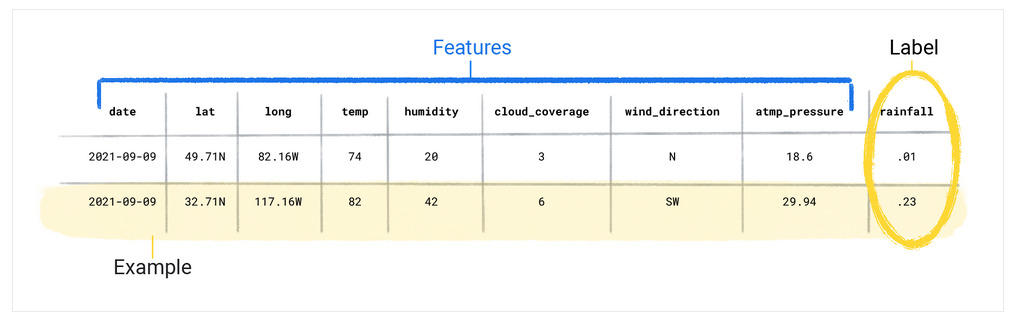 Features Label
date lat long temp humidity cloud_coverage wind_direction atmp_pressure rainfall
2021-09-09 49.71N 82.16W 74 20 3 N 18.6 .01
2021-09-09 32.71N 117.16W 82 42 6 SW 29.94 .23
Example